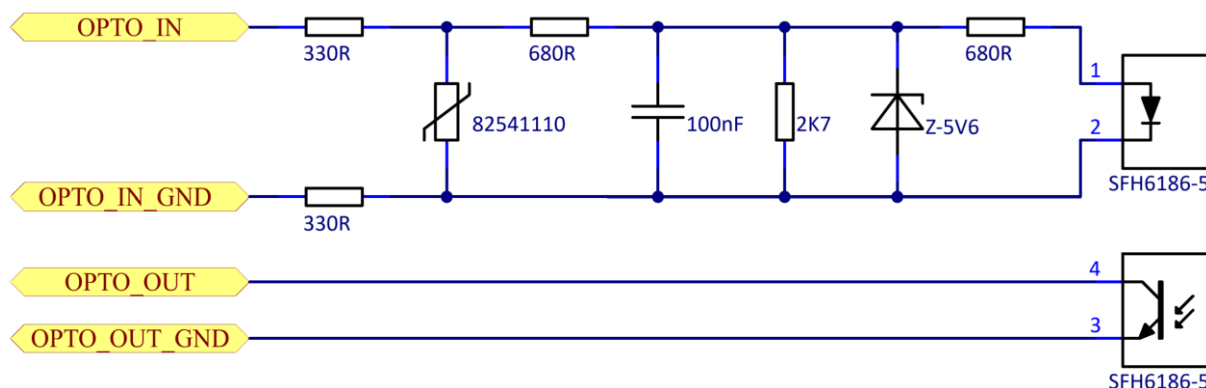 OPTO_IN
330R
680R
680R
1
82541110
100nF
2K7
Z-5V6
2
SFH6186-5
OPTO_IN_GND
330R
OPTO_OUT
4
OPTO_OUT_GND
3
SFH6186-5